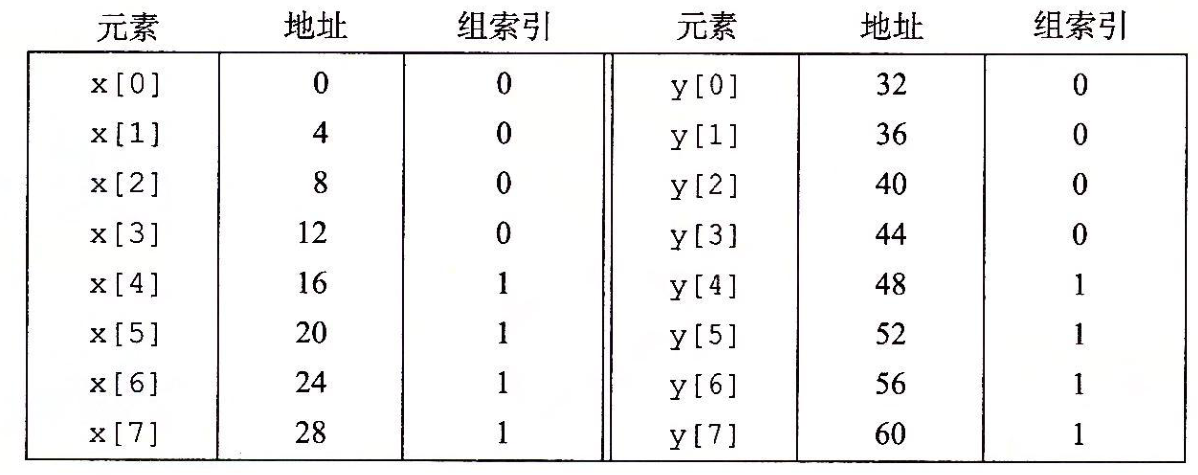 元素 地址 组索引 元素 地址 组索引
x[0] 0 0 y[0] 32 0
x[1] 4 0 y[1] 36 0
x[2] 8 0 y[2] 40 0
x[3] 12 0 y[3] 44 0
x[4] 16 1 y[4] 48 1
x[5] 20 1 y[5] 52 1
x[6] 24 1 y[6] 56 1
x[7] 28 1 y[7] 60 1